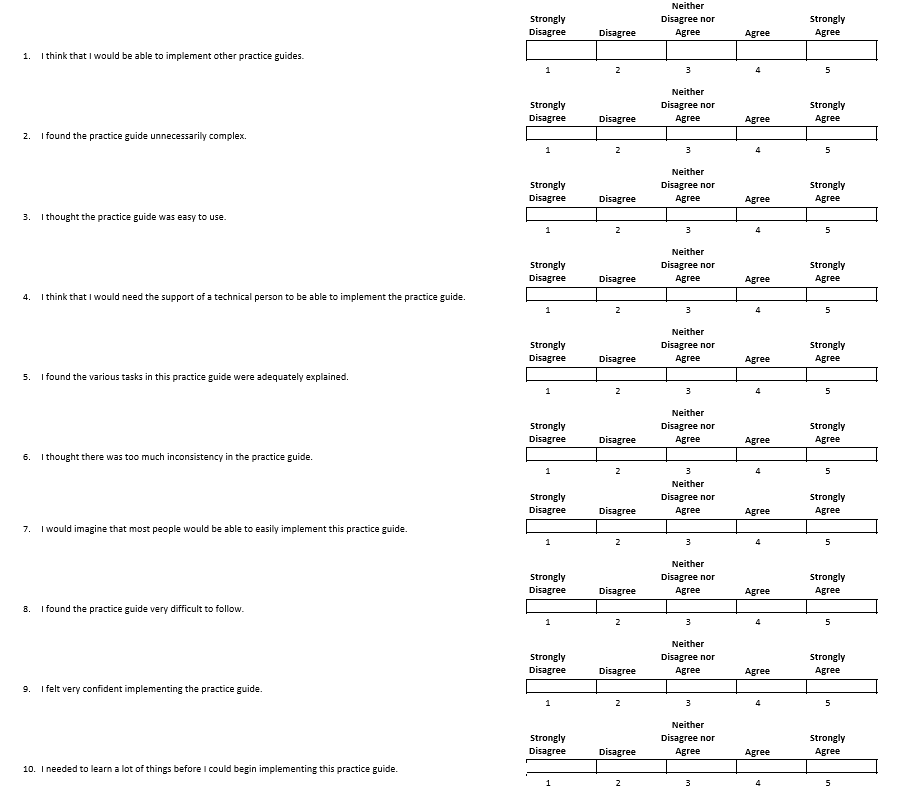 Neither
Strongly Disagree nor Strongly
Disagree Disagree Agree Agree Agree
1. I think that I would be able to implement other practice guides.
1 2 3 4 5
Neither
Strongly Disagree nor Strongly
Disagree Disagree Agree Agree Agree
2. I found the practice guide unnecessarily complex.
1 2 3 4 5
Neither
Strongly Disagree nor Strongly
Disagree Disagree Agree Agree Agree
3. I thought the practice guide was easy to use.
1 2 3 4 5
Neither
Strongly Disagree nor Strongly
Disagree Disagree Agree Agree Agree
4. I think that I would need the support of a technical person to be able to implement the practice guide.
1 2 3 4 5
Neither
Strongly Disagree nor Strongly
Disagree Disagree Agree Agree Agree
5. I found the various tasks in this practice guide were adequately explained.
1 2 3 4 5
Neither
Strongly Disagree nor Strongly
Disagree Disagree Agree Agree Agree
6. I thought there was too much inconsistency in the practice guide.
1 2 3 4 5
Neither
Strongly Disagree nor Strongly
Disagree Disagree Agree Agree Agree
7. I would imagine that most people would be able to easily implement this practice guide.
1 2 3 4 5
Neither
Strongly Disagree nor Strongly
Disagree Disagree Agree Agree Agree
8. I found the practice guide very difficult to follow.
1 2 3 4 5
Neither
Strongly Disagree nor Strongly
Disagree Disagree Agree Agree Agree
9. I felt very confident implementing the practice guide.
1 2 3 4 5
Neither
Strongly Disagree nor Strongly
Disagree Disagree Agree Agree Agree
10. I needed to learn a lot of things before I could begin implementing this practice guide.
1 2 3 4 5